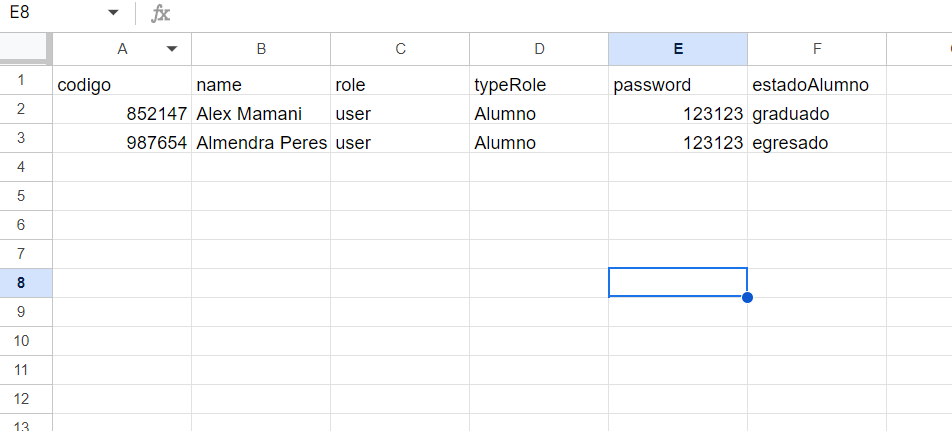 E8 fx
A B C D E F
1 codigo name role typeRole password estadoAlumno
2 852147 Alex Mamani user Alumno 123123 graduado
3 987654 Almendra Peres user Alumno 123123 egresado
4
5
6
7
8
9
10
11
12
13